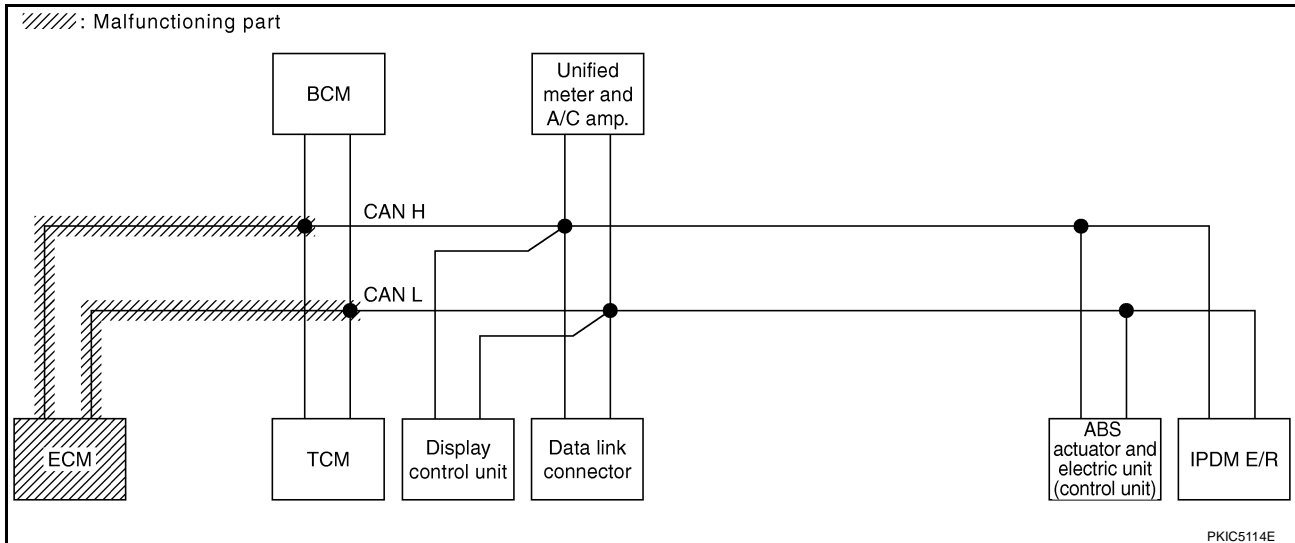 : Malfunctioning part
BCM
Unified
meter and
A/C amp.
CAN H
CAN L
ECM
TCM
Display
control unit
Data link
connector
ABS
actuator and
electric unit
(control unit)
IPDM E/R
PKIC5114E